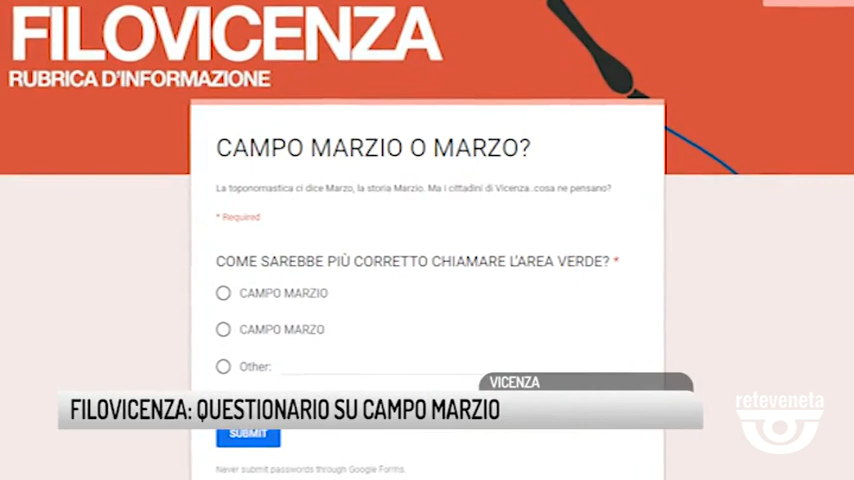 FILOVICENZA
RUBRICA D'INFORMAZIONE
CAMPO MARZIO O MARZO?
La toponomastica ci dice Marzo, la storia Marzio. Ma i cittadini di Vicenza..cosa ne pensano?
* Required
COME SAREBBE PIÙ CORRETTO CHIAMARE L'AREA VERDE? *
CAMPO MARZIO
CAMPO MARZO
Other:
VICENZA
FILOVICENZA: QUESTIONARIO SU CAMPO MARZIO
reteveneta
SUBMIT
Never submit passwords through Google Forms.